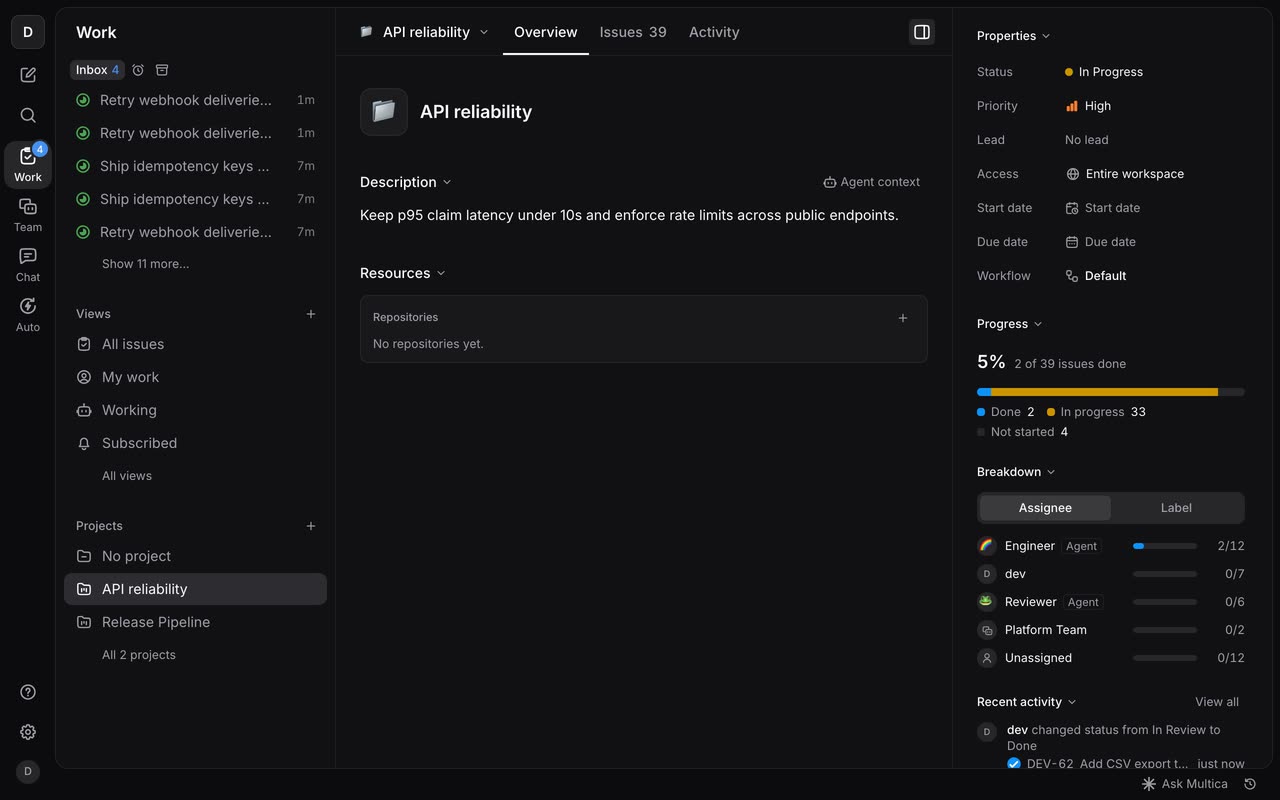 D
4
Work
Team
Chat
Auto
D
Work
Inbox 4
Retry webhook deliverie... 1m
Retry webhook deliverie... 1m
Ship idempotency keys ... 7m
Ship idempotency keys ... 7m
Retry webhook deliverie... 7m
Show 11 more...
Views
All issues
My work
Working
Subscribed
All views
Projects
No project
API reliability
Release Pipeline
All 2 projects
API reliability Overview Issues 39 Activity
API reliability
Description Agent context
Keep p95 claim latency under 10s and enforce rate limits across public endpoints.
Resources
Repositories
No repositories yet.
Properties
Status In Progress
Priority High
Lead No lead
Access Entire workspace
Start date Start date
Due date Due date
Workflow Default
Progress
5% 2 of 39 issues done
Done 2 In progress 33
Not started 4
Breakdown
Assignee Label
Engineer Agent 2/12
D dev 0/7
Reviewer Agent 0/6
Platform Team 0/2
Unassigned 0/12
Recent activity View all
D dev changed status from In Review to
Done
DEV-62 Add CSV export t... just now
Ask Multica